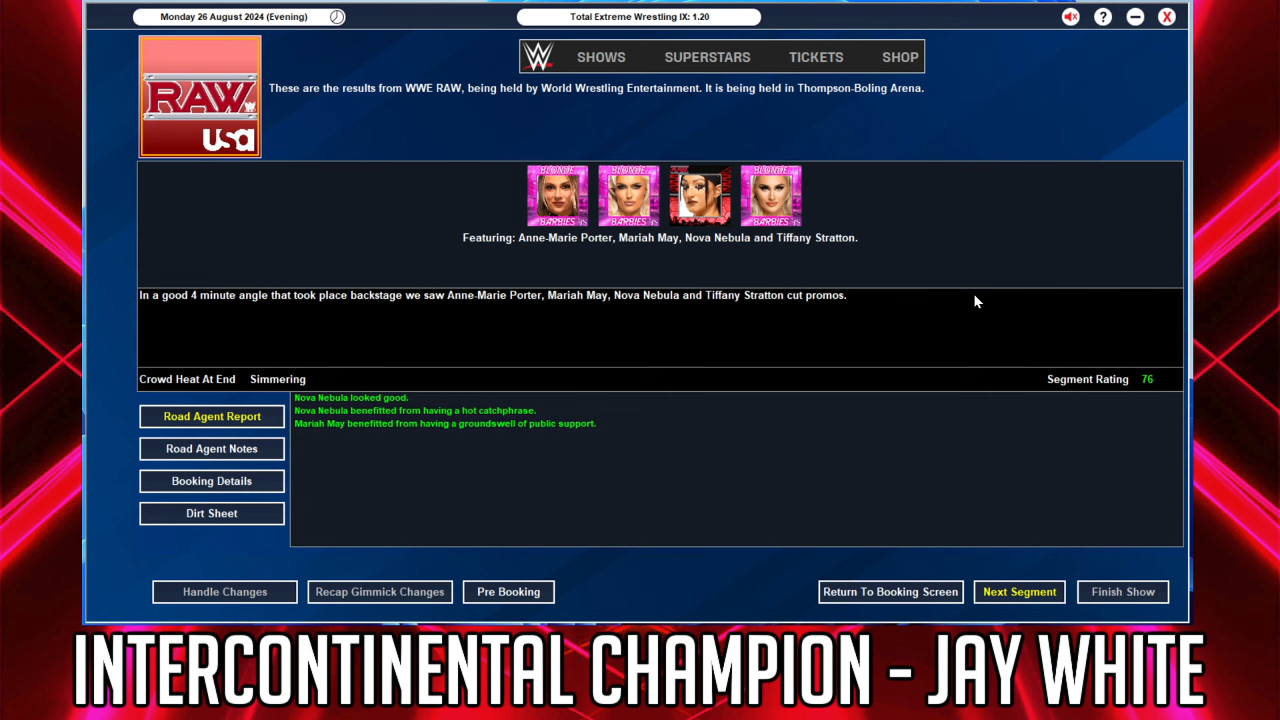 Monday 26 August 2024 (Evening)
Total Extreme Wrestling IX: 1.20
?
X
RAW
USA
W
SHOWS
SUPERSTARS
TICKETS
SHOP
These are the results from WWE RAW, being held by World Wrestling Entertainment. It is being held in Thompson-Boling Arena.
BLONDE
BARBIES
BLONDE
BARBIES
BLONDE
BARBIES
Featuring: Anne-Marie Porter, Mariah May, Nova Nebula and Tiffany Stratton.
In a good 4 minute angle that took place backstage we saw Anne-Marie Porter, Mariah May, Nova Nebula and Tiffany Stratton cut promos.
Crowd Heat At End Simmering
Segment Rating 76
Road Agent Report
Road Agent Notes
Booking Details
Dirt Sheet
Nova Nebula looked good.
Nova Nebula benefitted from having a hot catchphrase.
Mariah May benefitted from having a groundswell of public support.
Handle Changes
Recap Gimmick Changes
Pre Booking
Return To Booking Screen
Next Segment
Finish Show
INTERCONTINENTAL CHAMPION - JAY WHITE